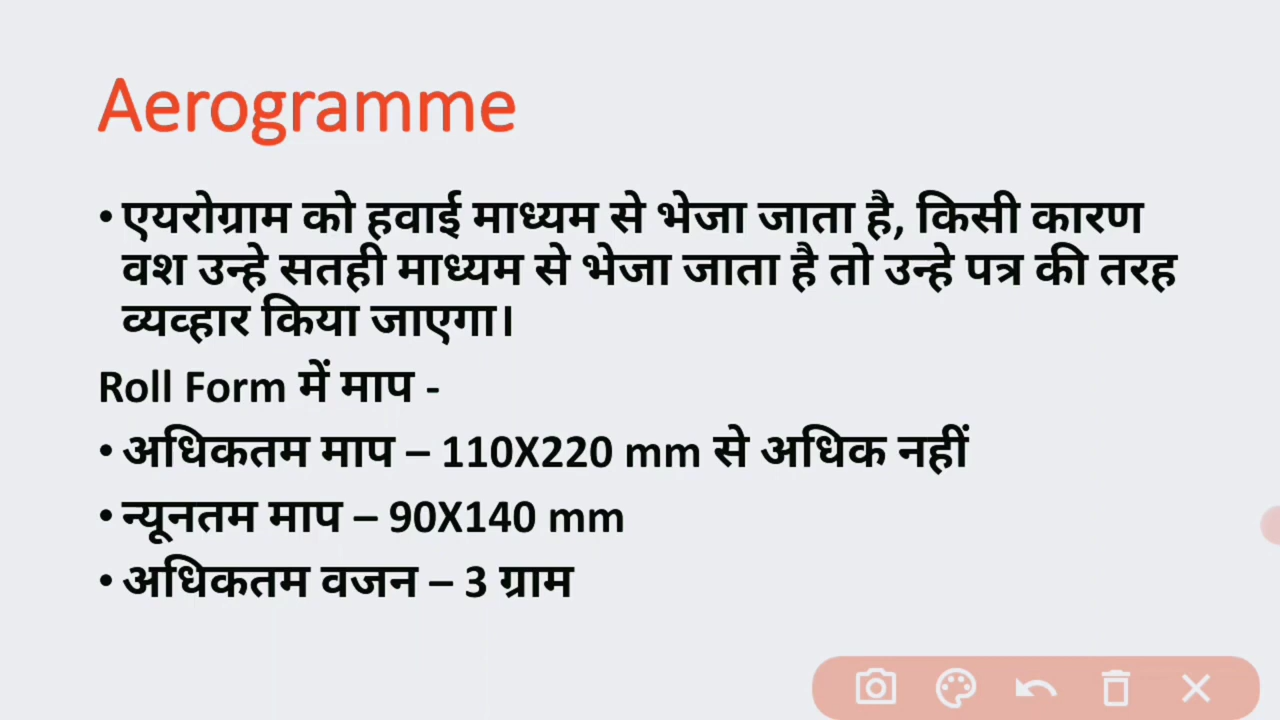 Aerogramme
• एयरोग्राम को हवाई माध्यम से भेजा जाता है, किसी कारण
वश उन्हे सतही माध्यम से भेजा जाता है तो उन्हे पत्र की तरह
व्यव्हार किया जाएगा।
Roll Form में माप -
• अधिकतम माप – 110X220 mm से अधिक नहीं
• न्यूनतम माप – 90X140 mm
• अधिकतम वजन – 3 ग्राम